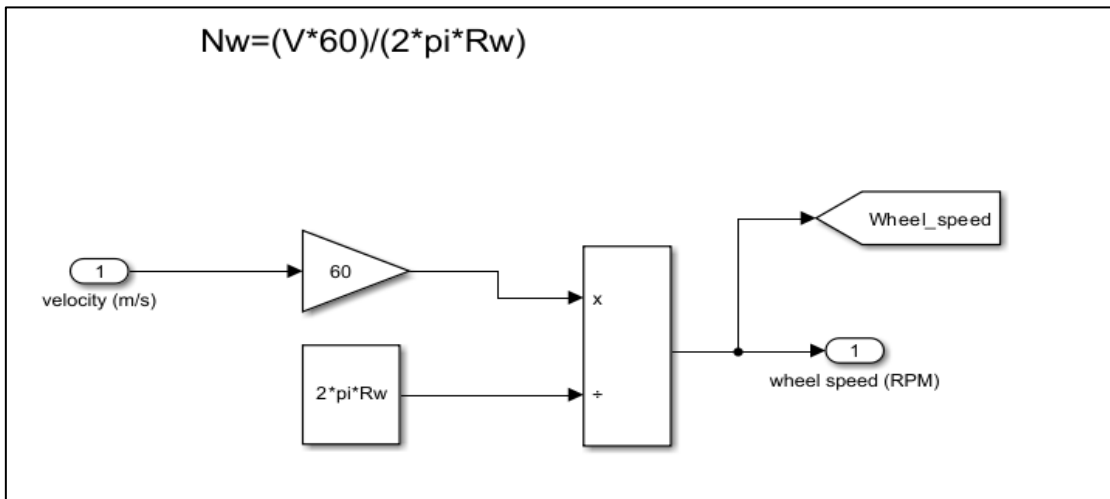 Nw=(V*60)/(2*pi*Rw)
Wheel_speed
1
velocity (m/s)
60
x
÷
2*pi*Rw
1
wheel speed (RPM)